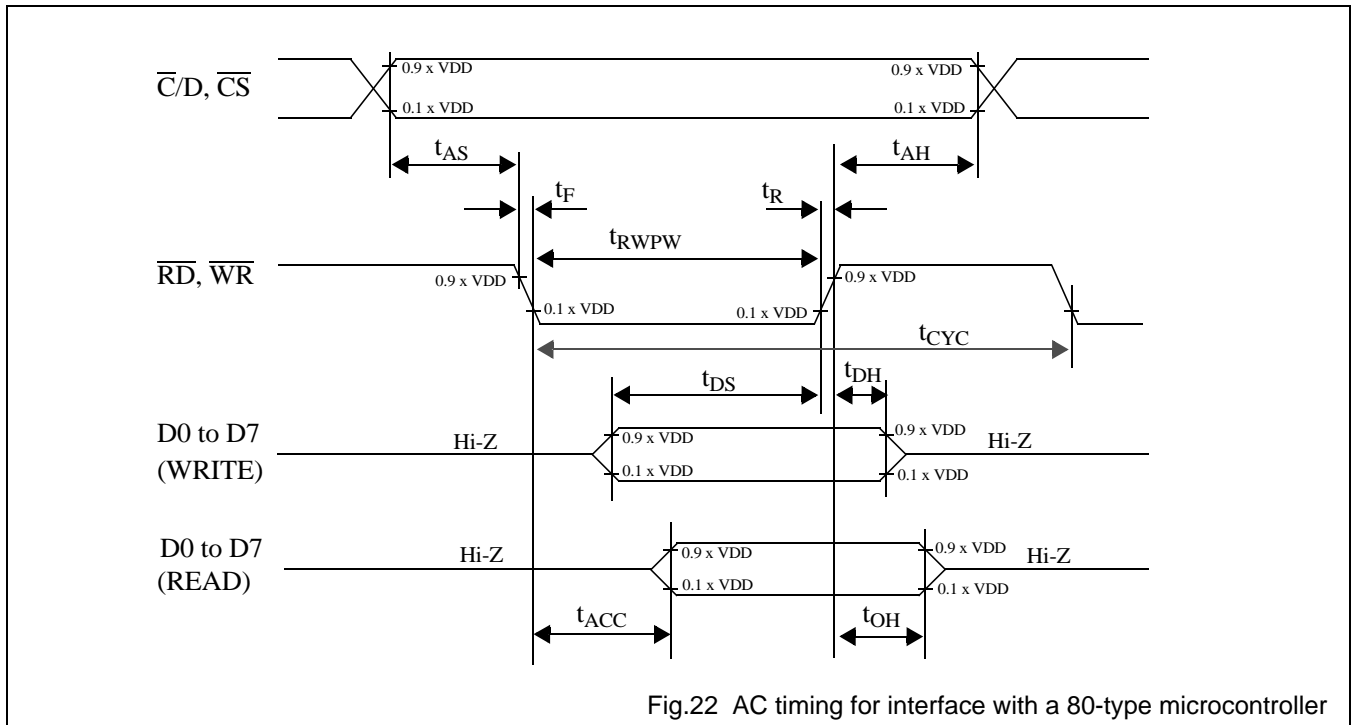 C̅/D, C̅S̅
0.9 x VDD
0.9 x VDD
0.1 x VDD
0.1 x VDD
tAS
tAH
tF
tR
tRWPW
R̅D̅, W̅R̅
0.9 x VDD
0.9 x VDD
0.1 x VDD
0.1 x VDD
tCYC
tDS
tDH
D0 to D7
(WRITE)
Hi-Z
0.9 x VDD
0.9 x VDD
Hi-Z
0.1 x VDD
0.1 x VDD
D0 to D7
(READ)
Hi-Z
0.9 x VDD
0.9 x VDD
Hi-Z
0.1 x VDD
0.1 x VDD
tACC
tOH
Fig.22 AC timing for interface with a 80-type microcontroller